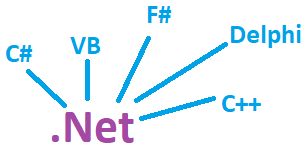 F#
C#
VB
Delphi
C++
.Net